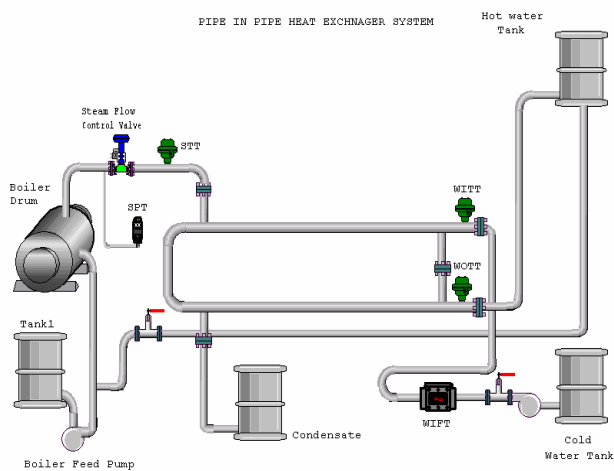 PIPE IN PIPE HEAT EXCHNAGER SYSTEM
Hot water
Tank
Steam Flow
Control Valve
STT
Boiler
Drum
SPT
WITT
WOTT
Tank1
WIFT
Condensate
Cold
Water Tank
Boiler Feed Pump